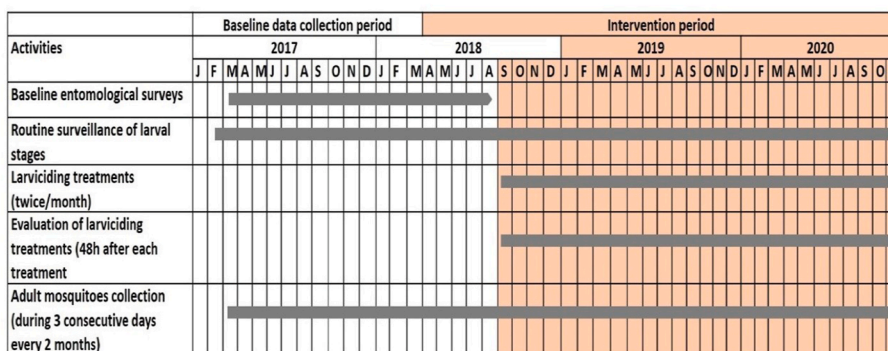 Baseline data collection period Intervention period
Activities 2017 2018 2019 2020
J F M A M J J A S O N D J F M A M J J A S O N D J F M A M J J A S O N D J F M A M J J A S O
Baseline entomological surveys
Routine surveillance of larval
stages
Larviciding treatments
(twice/month)
Evaluation of larviciding
treatments (48h after each
treatment
Adult mosquitoes collection
(during 3 consecutive days
every 2 months)